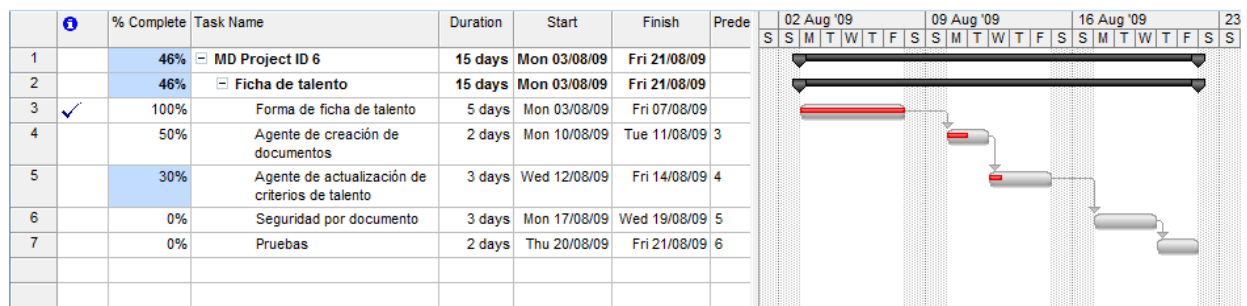 % Complete Task Name Duration Start Finish Prede 02 Aug '09 09 Aug '09 16 Aug '09 23
S S M T W T F S S M T W T F S S M T W T F S S
1 46% MD Project ID 6 15 days Mon 03/08/09 Fri 21/08/09
2 46% Ficha de talento 15 days Mon 03/08/09 Fri 21/08/09
3 100% Forma de ficha de talento 5 days Mon 03/08/09 Fri 07/08/09
4 50% Agente de creación de 2 days Mon 10/08/09 Tue 11/08/09 3
documentos
5 30% Agente de actualización de 3 days Wed 12/08/09 Fri 14/08/09 4
criterios de talento
6 0% Seguridad por documento 3 days Mon 17/08/09 Wed 19/08/09 5
7 0% Pruebas 2 days Thu 20/08/09 Fri 21/08/09 6